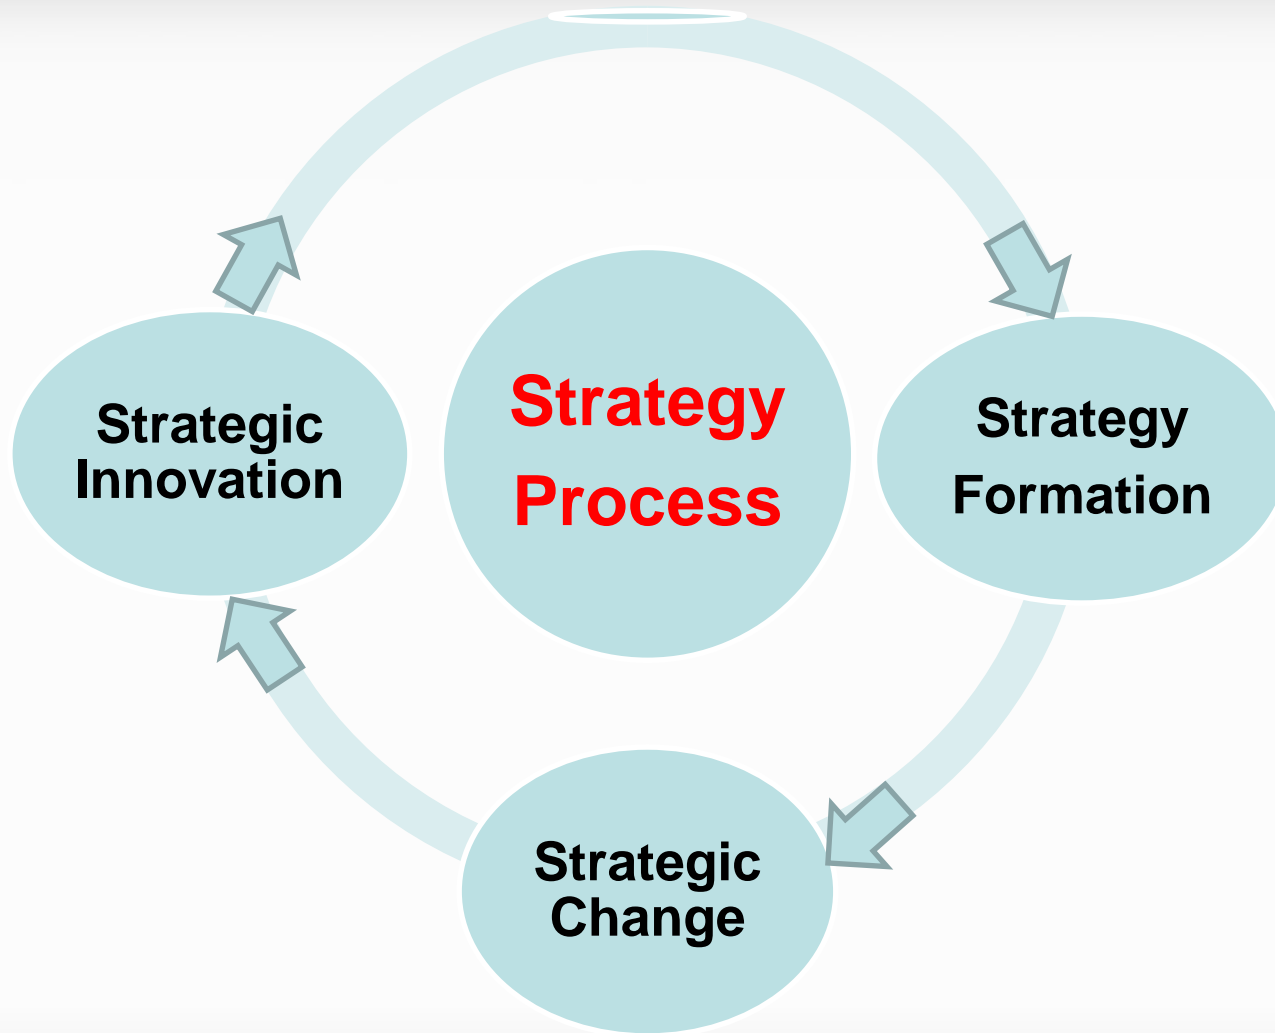 Strategy
Process
Strategy
Formation
Strategic
Change
Strategic
Innovation